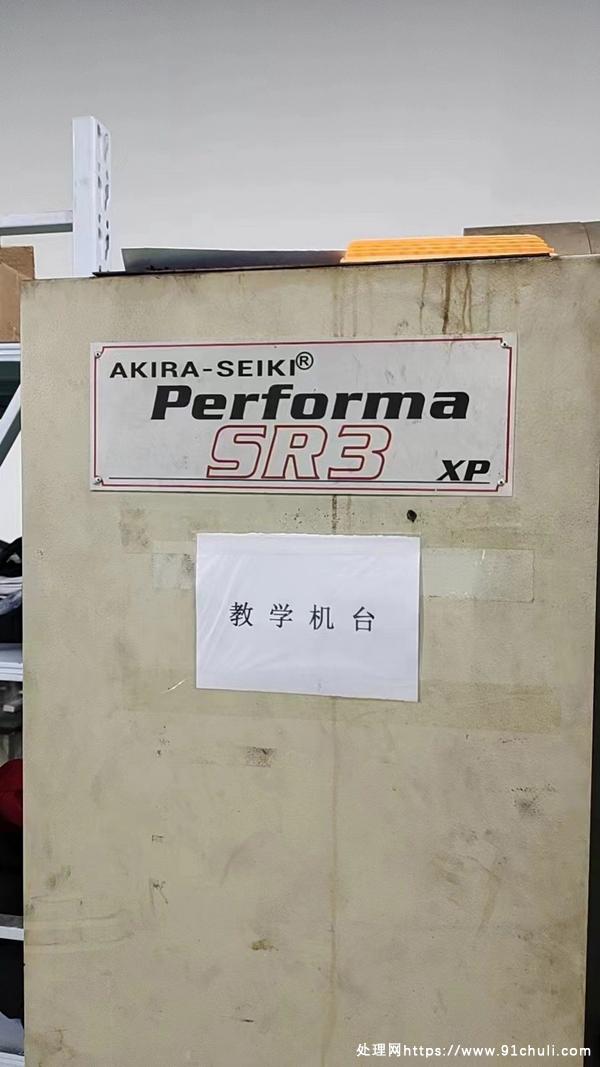 AKIRA-SEIKI®
Performa
SR3
XP
教学机台
处理网https://www.91chuli.com